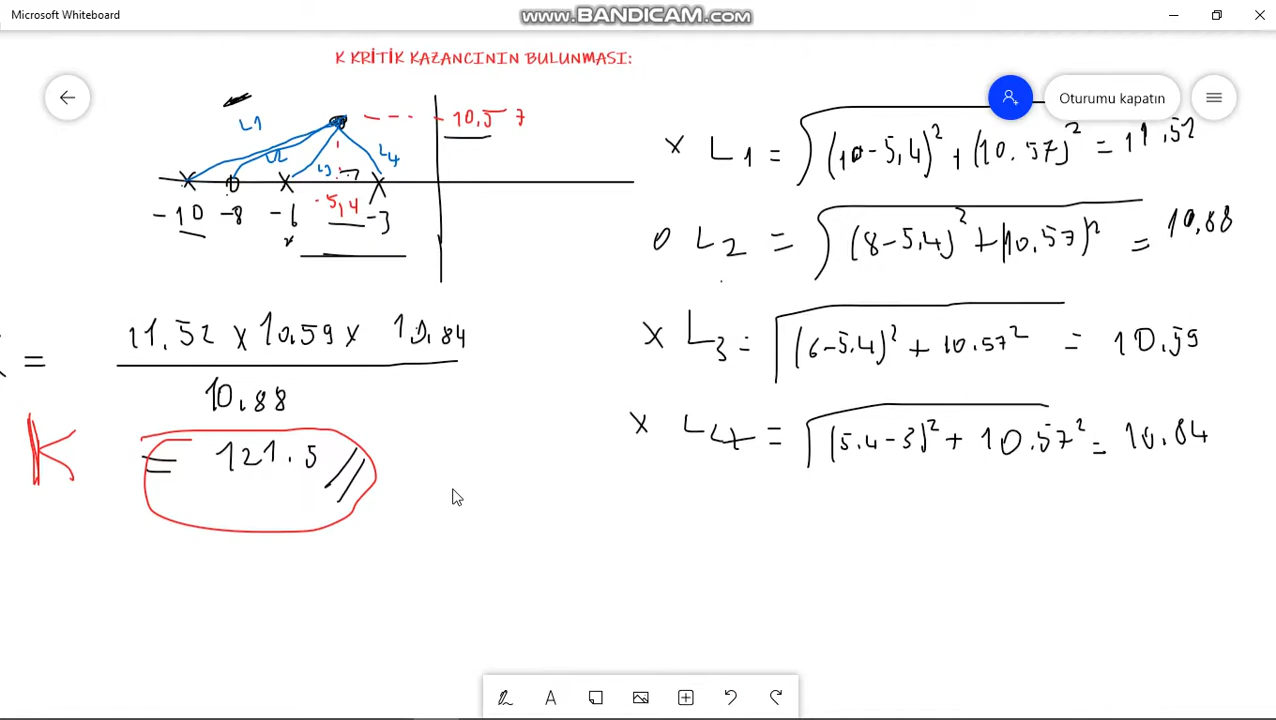 Microsoft Whiteboard
www.BANDICAM.com
K KRİTİK KAZANCININ BULUNMASI:
Oturumu kapatın
L1
L2
L3
L4
10,57
-10 -8 -6 -5,4 -3
x L1 = √(10-5,4)² + (10.57)² = 11,52
o L2 = √(8-5.4)² + (10.57)² = 10,88
x L3 = √(6-5.4)² + 10.57² = 10.59
x L4 = √(5.4-3)² + 10.57² = 10.84
= 11.52 x 10,59 x 10,84
10,88
K = 121.5 //